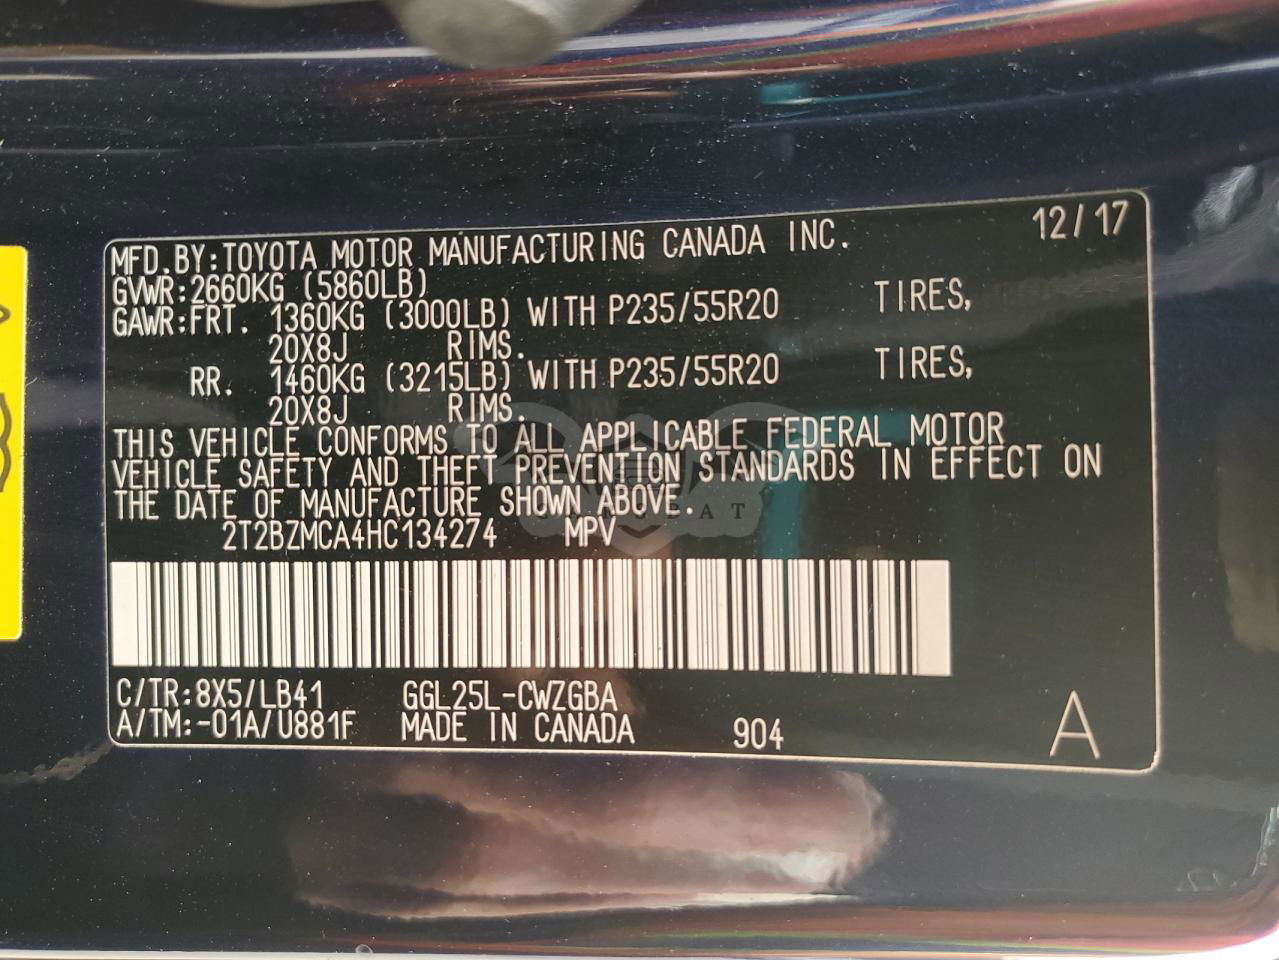 12/17
MFD.BY:TOYOTA MOTOR MANUFACTURING CANADA INC.
GVWR:2660KG (5860LB)
GAWR:FRT. 1360KG (3000LB) WITH P235/55R20 TIRES,
20X8J RIMS.
RR. 1460KG (3215LB) WITH P235/55R20 TIRES,
20X8J RIMS.
THIS VEHICLE CONFORMS TO ALL APPLICABLE FEDERAL MOTOR
VEHICLE SAFETY AND THEFT PREVENTION STANDARDS IN EFFECT ON
THE DATE OF MANUFACTURE SHOWN ABOVE.
2T2BZMCA4HC134274 MPV
C/TR:8X5/LB41 GGL25L-CWZGBA
A/TM:-01A/U881F MADE IN CANADA 904 A